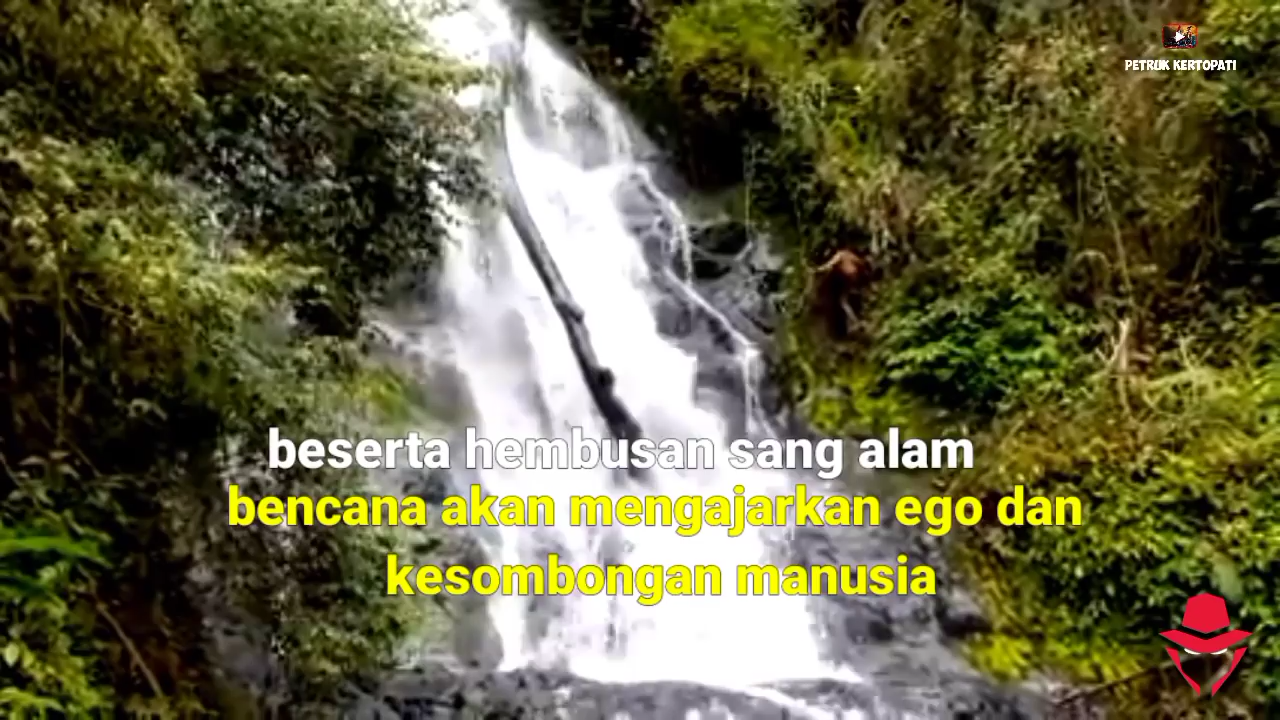 PETRUK KERTOPATI
beserta hembusan sang alam
bencana akan mengajarkan ego dan
kesombongan manusia